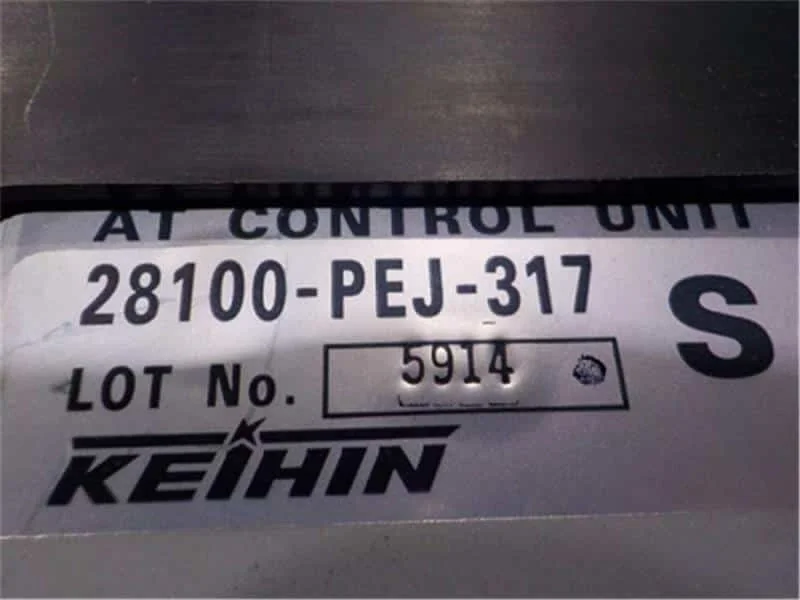 AT CONTROL UNIT
28100-PEJ-317
S
LOT No. 5914
KEIHIN